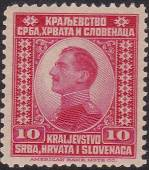 КРАЉЕВСТВО
СРБА, ХРВАТА И СЛОВЕНАЦА
10 10
KRALJEVSTVO
SRBA, HRVATA I SLOVENACA
AMERICAN BANK NOTE CO.